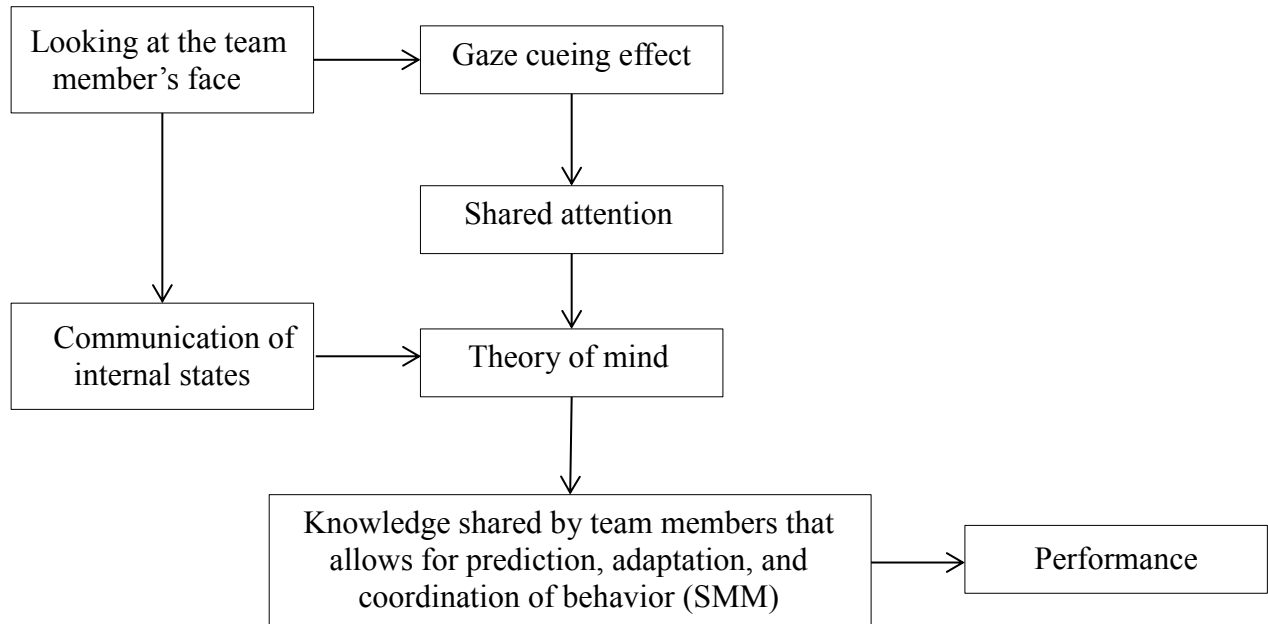 Looking at the team
member’s face
Gaze cueing effect
Shared attention
Communication of
internal states
Theory of mind
Knowledge shared by team members that
allows for prediction, adaptation, and
coordination of behavior (SMM)
Performance